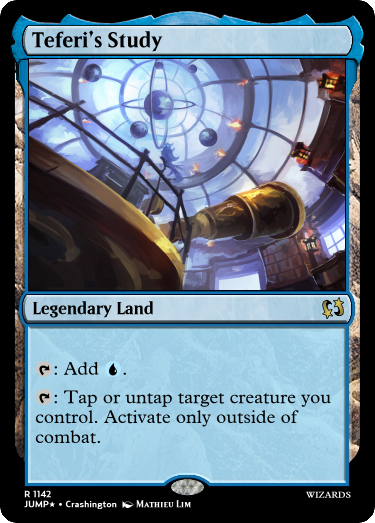 Teferi's Study
Legendary Land
: Add .
: Tap or untap target creature you
control. Activate only outside of
combat.
R 1142
WIZARDS
JUMP★ • Crashington Mathieu Lim